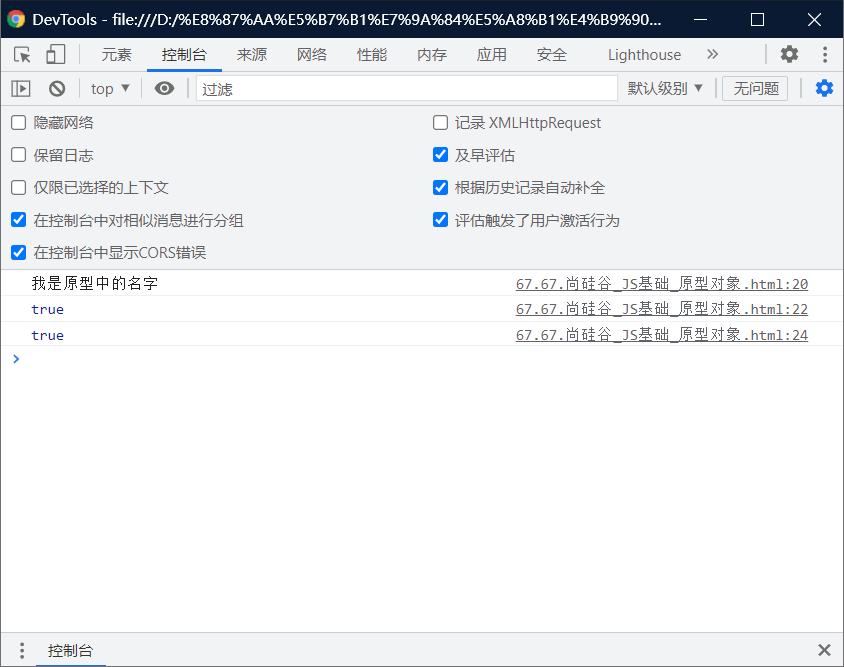 DevTools - file:///D:/%E8%87%AA%E5%B7%B1%E7%9A%84%E5%A8%B1%E4%B9%90...
元素 控制台 来源 网络 性能 内存 应用 安全 Lighthouse »
top ▼ 过滤 默认级别 ▼ 无问题
隐藏网络 记录 XMLHttpRequest
保留日志 及早评估
仅限已选择的上下文 根据历史记录自动补全
在控制台中对相似消息进行分组 评估触发了用户激活行为
在控制台中显示CORS错误
我是原型中的名字 67.67.尚硅谷_JS基础_原型对象.html:20
true 67.67.尚硅谷_JS基础_原型对象.html:22
true 67.67.尚硅谷_JS基础_原型对象.html:24
控制台